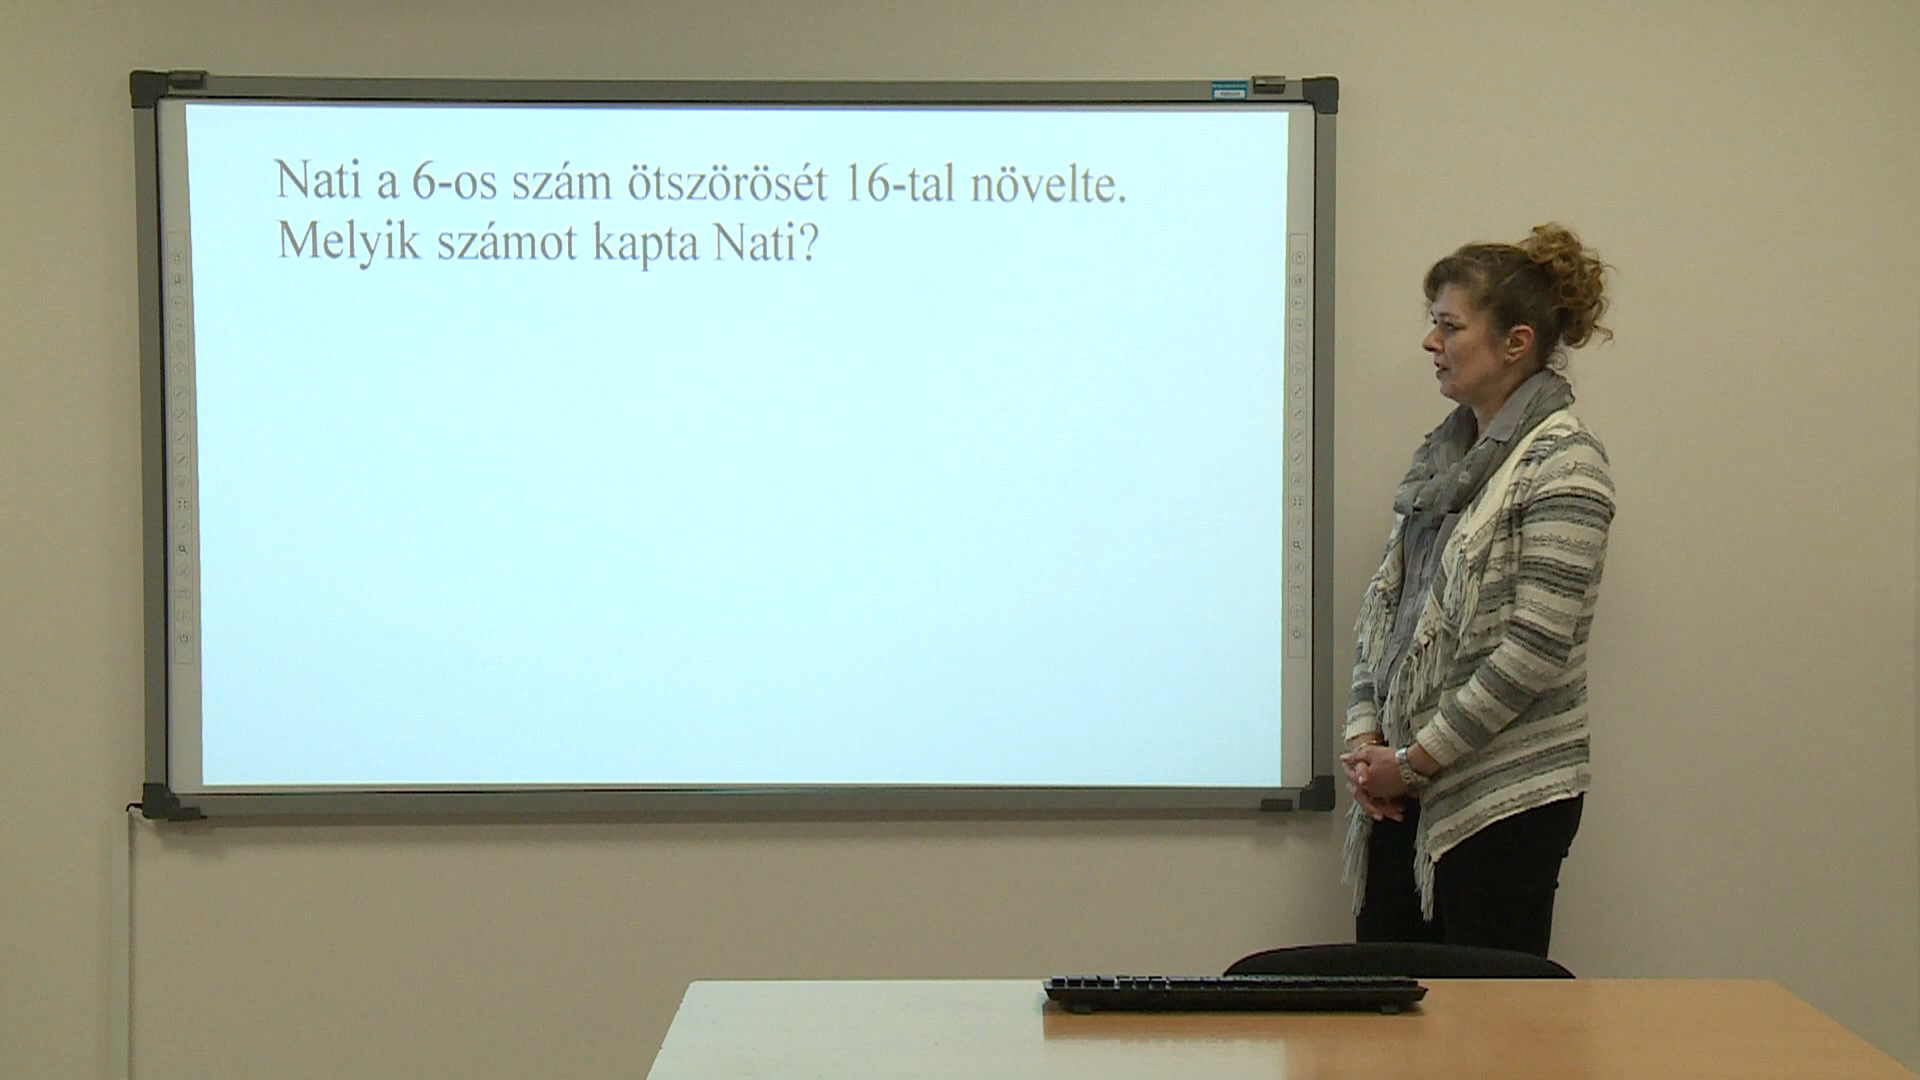 Nati a 6-os szám ötszörösét 16-tal növelte.
Melyik számot kapta Nati?